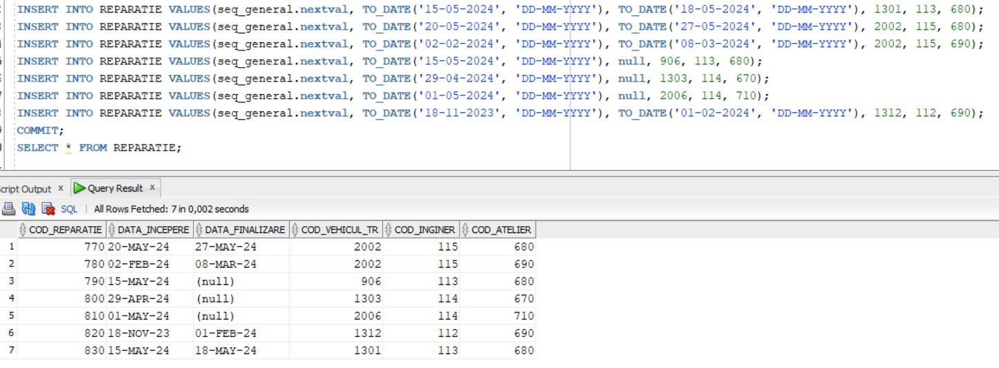 INSERT INTO REPARATIE VALUES(seq_general.nextval, TO_DATE('15-05-2024', 'DD-MM-YYYY'), TO_DATE('18-05-2024', 'DD-MM-YYYY'), 1301, 113, 680);
INSERT INTO REPARATIE VALUES(seq_general.nextval, TO_DATE('20-05-2024', 'DD-MM-YYYY'), TO_DATE('27-05-2024', 'DD-MM-YYYY'), 2002, 115, 680);
INSERT INTO REPARATIE VALUES(seq_general.nextval, TO_DATE('02-02-2024', 'DD-MM-YYYY'), TO_DATE('08-03-2024', 'DD-MM-YYYY'), 2002, 115, 690);
INSERT INTO REPARATIE VALUES(seq_general.nextval, TO_DATE('15-05-2024', 'DD-MM-YYYY'), null, 906, 113, 680);
INSERT INTO REPARATIE VALUES(seq_general.nextval, TO_DATE('29-04-2024', 'DD-MM-YYYY'), null, 1303, 114, 670);
INSERT INTO REPARATIE VALUES(seq_general.nextval, TO_DATE('01-05-2024', 'DD-MM-YYYY'), null, 2006, 114, 710);
INSERT INTO REPARATIE VALUES(seq_general.nextval, TO_DATE('18-11-2023', 'DD-MM-YYYY'), TO_DATE('01-02-2024', 'DD-MM-YYYY'), 1312, 112, 690);
COMMIT;
SELECT * FROM REPARATIE;
cript Output x Query Result x
SQL | All Rows Fetched: 7 in 0,002 seconds
COD_REPARATIE DATA_INCEPERE DATA_FINALIZARE COD_VEHICUL_TR COD_INGINER COD_ATELIER
1 770 20-MAY-24 27-MAY-24 2002 115 680
2 780 02-FEB-24 08-MAR-24 2002 115 690
3 790 15-MAY-24 (null) 906 113 680
4 800 29-APR-24 (null) 1303 114 670
5 810 01-MAY-24 (null) 2006 114 710
6 820 18-NOV-23 01-FEB-24 1312 112 690
7 830 15-MAY-24 18-MAY-24 1301 113 680